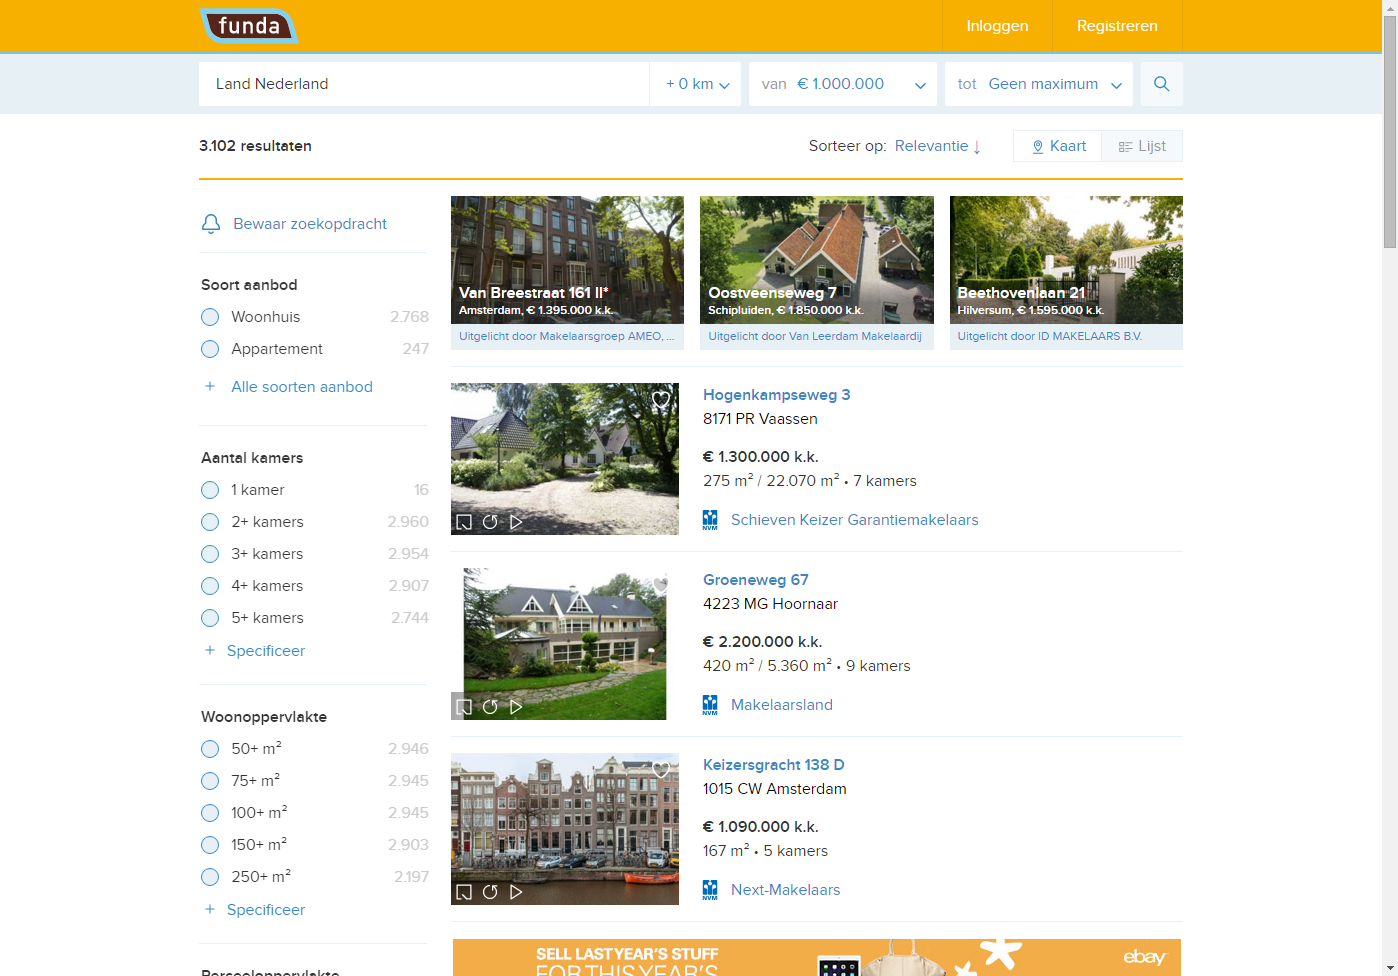 funda
Inloggen
Registreren
Land Nederland
+ 0 km
van € 1.000.000
tot Geen maximum
3.102 resultaten
Sorteer op: Relevantie
Kaart
Lijst
Bewaar zoekopdracht
Soort aanbod
Woonhuis 2.768
Appartement 247
+ Alle soorten aanbod
Aantal kamers
1 kamer 16
2+ kamers 2.960
3+ kamers 2.954
4+ kamers 2.907
5+ kamers 2.744
+ Specificeer
Woonoppervlakte
50+ m² 2.946
75+ m² 2.945
100+ m² 2.945
150+ m² 2.903
250+ m² 2.197
+ Specificeer
Perceeloppervlakte
Van Breestraat 161 II*
Amsterdam, € 1.395.000 k.k.
Uitgelicht door Makelaarsgroep AMEO, ...
Oostveenseweg 7
Schipluiden, € 1.850.000 k.k.
Uitgelicht door Van Leerdam Makelaardij
Beethovenlaan 21
Hilversum, € 1.595.000 k.k.
Uitgelicht door ID MAKELAARS B.V.
Hogenkampseweg 3
8171 PR Vaassen
€ 1.300.000 k.k.
275 m² / 22.070 m² • 7 kamers
NVM Schieven Keizer Garantiemakelaars
Groeneweg 67
4223 MG Hoornaar
€ 2.200.000 k.k.
420 m² / 5.360 m² • 9 kamers
NVM Makelaarsland
Keizersgracht 138 D
1015 CW Amsterdam
€ 1.090.000 k.k.
167 m² • 5 kamers
NVM Next-Makelaars
SELL LAST YEAR'S STUFF
FOR THIS YEAR'S
ebay